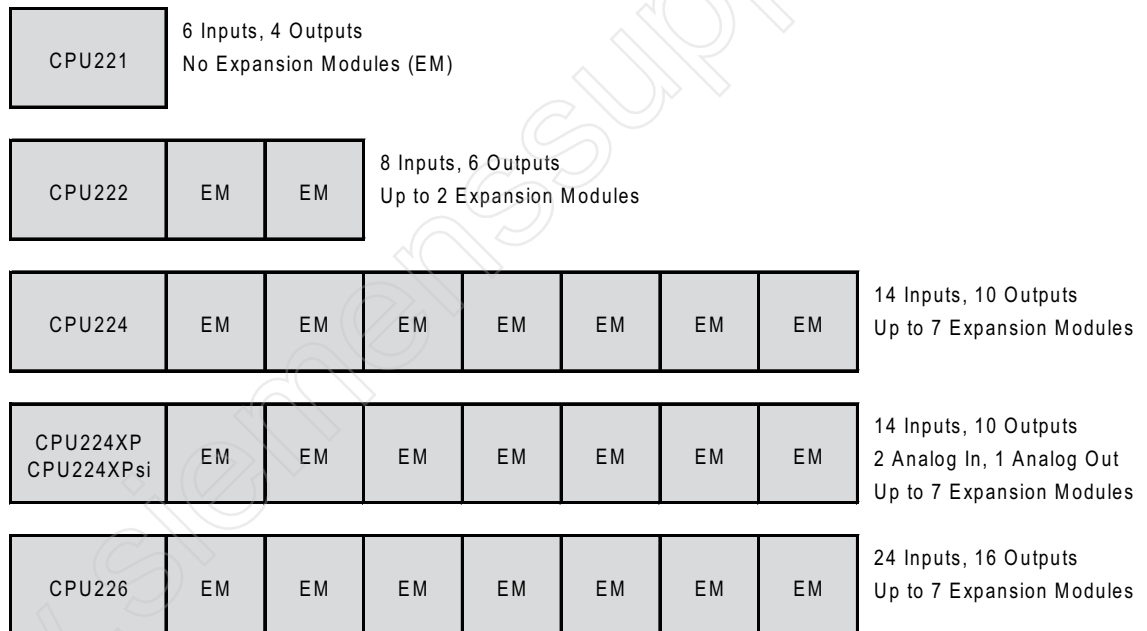 CPU221
6 Inputs, 4 Outputs
No Expansion Modules (EM)
CPU222 EM EM
8 Inputs, 6 Outputs
Up to 2 Expansion Modules
CPU224 EM EM EM EM EM EM EM
14 Inputs, 10 Outputs
Up to 7 Expansion Modules
CPU224XP
CPU224XPsi EM EM EM EM EM EM EM
14 Inputs, 10 Outputs
2 Analog In, 1 Analog Out
Up to 7 Expansion Modules
CPU226 EM EM EM EM EM EM EM
24 Inputs, 16 Outputs
Up to 7 Expansion Modules
siemenssupp